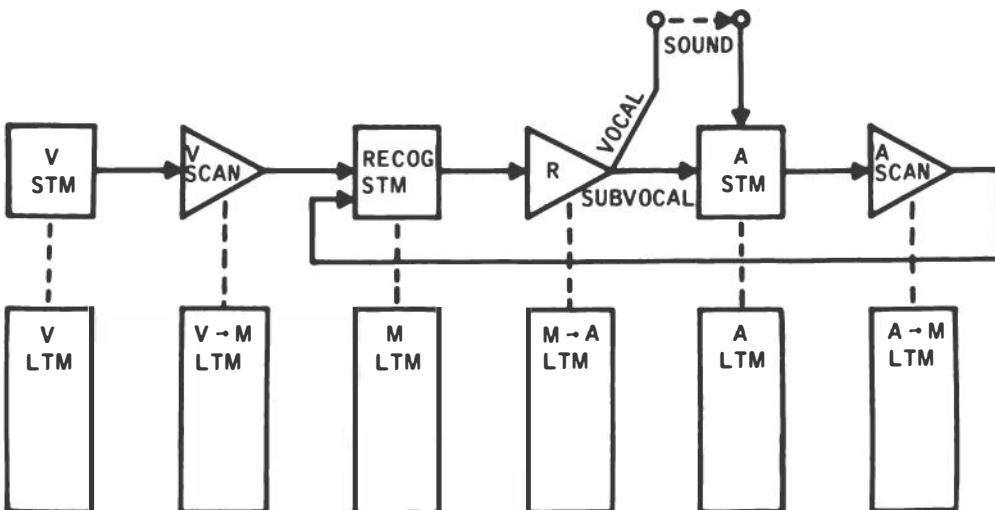 SOUND
VOCAL
V
STM
V
SCAN
RECOG
STM
R
SUBVOCAL
A
STM
A
SCAN
V
LTM
V→M
LTM
M
LTM
M→A
LTM
A
LTM
A→M
LTM